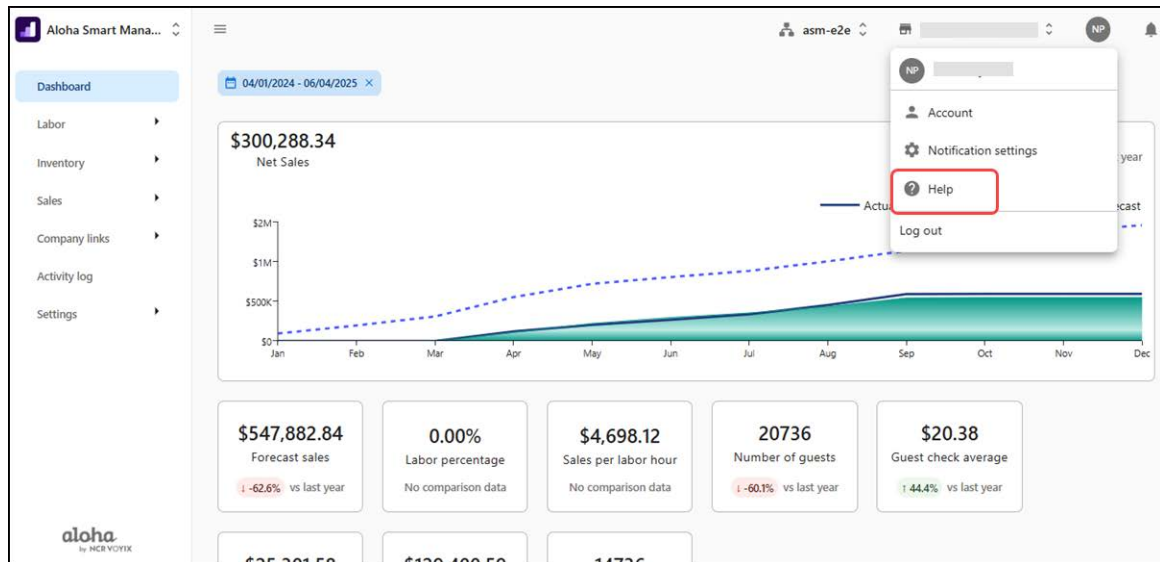 Aloha Smart Mana...
asm-e2e
NP
Dashboard
Labor
Inventory
Sales
Company links
Activity log
Settings
aloha
by NCR VOYIX
04/01/2024 - 06/04/2025 ×
NP
Account
Notification settings
Help
Log out
$300,288.34
Net Sales
year
Actu
ecast
$2M
$1M
$500K
$0
Jan Feb Mar Apr May Jun Jul Aug Sep Oct Nov Dec
$547,882.84
Forecast sales
↓ -62.6% vs last year
0.00%
Labor percentage
No comparison data
$4,698.12
Sales per labor hour
No comparison data
20736
Number of guests
↓ -60.1% vs last year
$20.38
Guest check average
↑ 44.4% vs last year